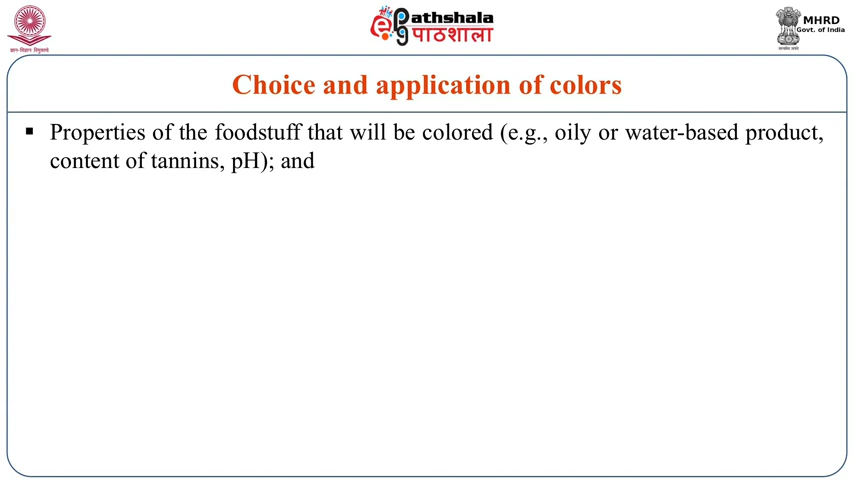 ePathshala
पाठशाला
MHRD
Govt. of India
Choice and application of colors
▪ Properties of the foodstuff that will be colored (e.g., oily or water-based product,
content of tannins, pH); and